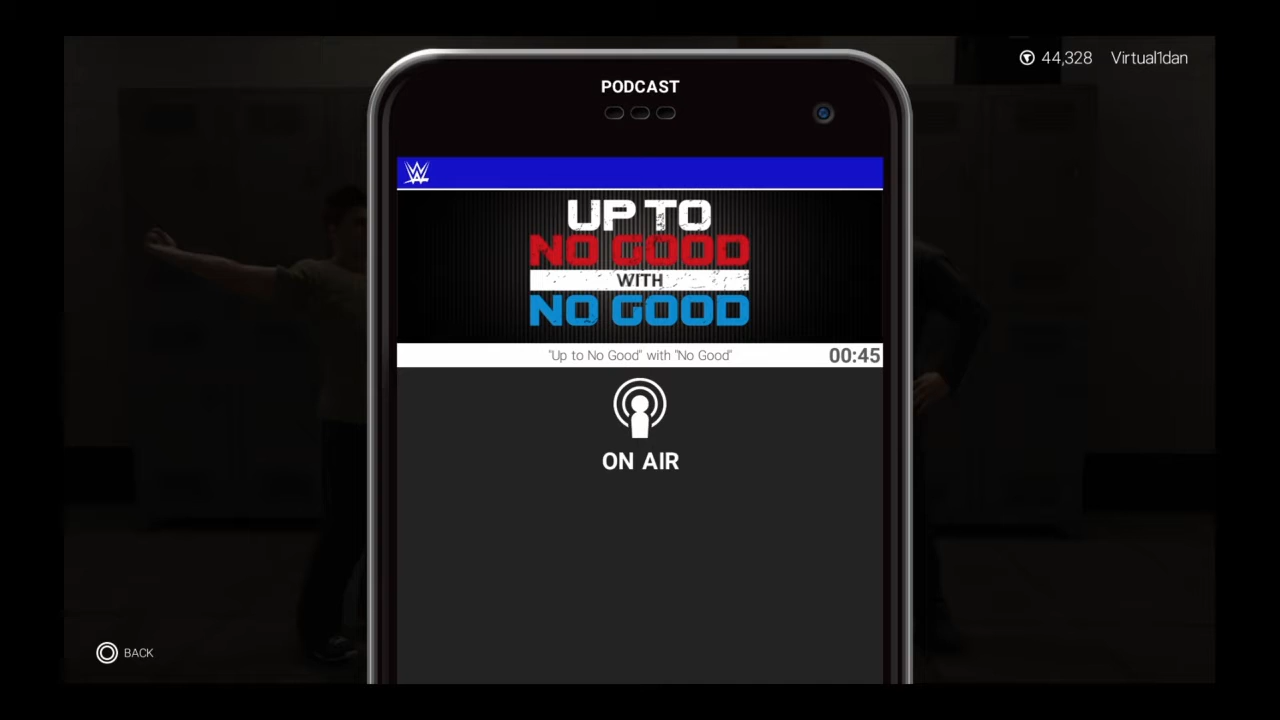 44,328 Virtual1dan
PODCAST
W
UP TO
NO GOOD
WITH
NO GOOD
"Up to No Good" with "No Good" 00:45
ON AIR
BACK